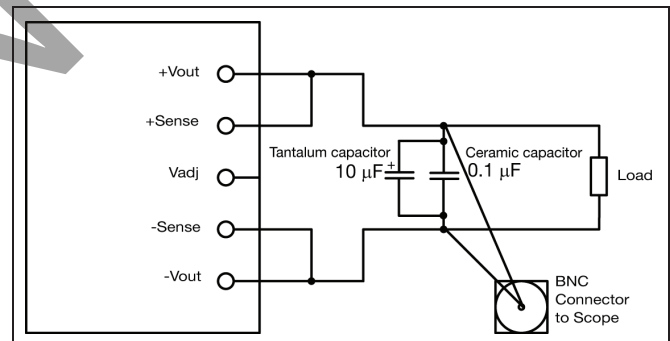 +Vout
+Sense
Vadj
-Sense
-Vout
Tantalum capacitor
10 µF
+
Ceramic capacitor
0.1 µF
Load
BNC
Connector
to Scope